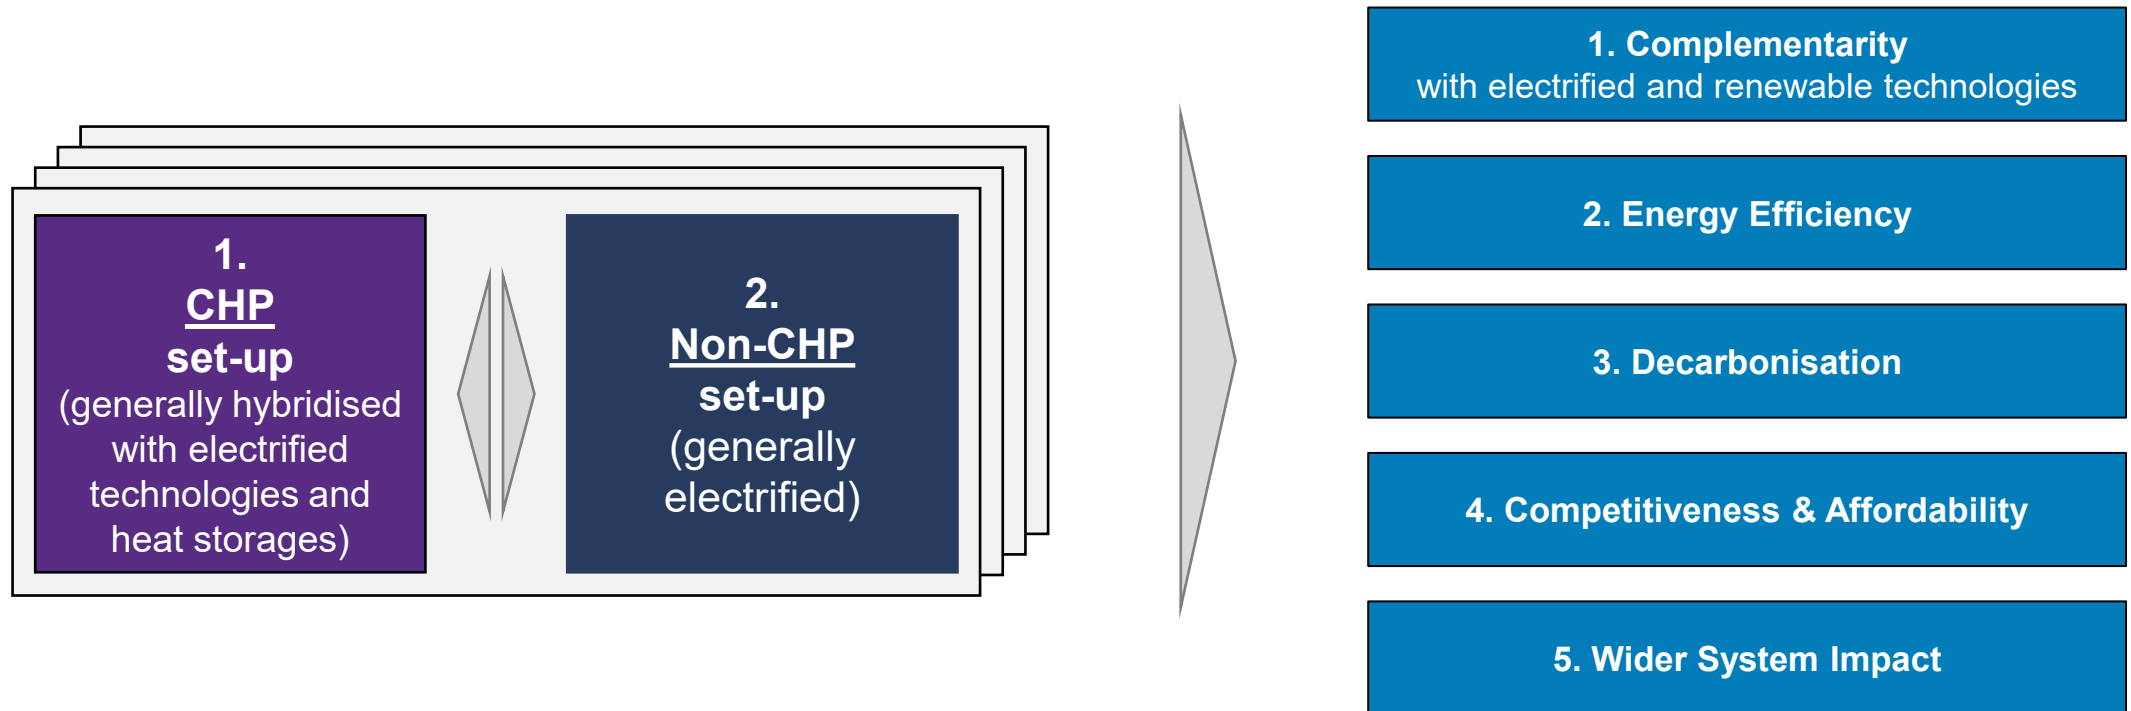 1.
CHP
set-up
(generally hybridised
with electrified
technologies and
heat storages)
2.
Non-CHP
set-up
(generally
electrified)
1. Complementarity
with electrified and renewable technologies
2. Energy Efficiency
3. Decarbonisation
4. Competitiveness & Affordability
5. Wider System Impact